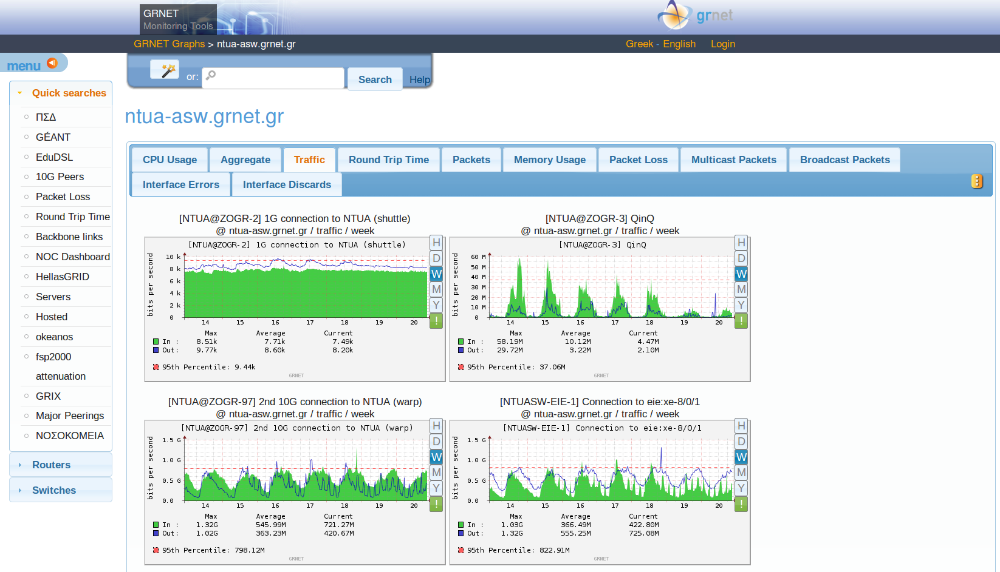 GRNET
Monitoring Tools
grnet
GRNET Graphs > ntua-asw.grnet.gr
Greek - English Login
menu
or:
Search
Help
Quick searches
ΠΣΔ
GÉANT
EduDSL
10G Peers
Packet Loss
Round Trip Time
Backbone links
NOC Dashboard
HellasGRID
Servers
Hosted
okeanos
fsp2000
attenuation
GRIX
Major Peerings
ΝΟΣΟΚΟΜΕΙΑ
Routers
Switches
ntua-asw.grnet.gr
CPU Usage Aggregate Traffic Round Trip Time Packets Memory Usage Packet Loss Multicast Packets Broadcast Packets
Interface Errors Interface Discards
[NTUA@ZOGR-2] 1G connection to NTUA (shuttle)
@ ntua-asw.grnet.gr / traffic / week
[NTUA@ZOGR-2] 1G connection to NTUA (shuttle)
bits per second
10 k
8 k
6 k
4 k
2 k
0
14 15 16 17 18 19 20
Max Average Current
In : 8.51k 7.71k 7.49k
Out: 9.77k 8.60k 8.20k
95th Percentile: 9.44k
GRNET
H
D
W
M
Y
!
[NTUA@ZOGR-3] QinQ
@ ntua-asw.grnet.gr / traffic / week
[NTUA@ZOGR-3] QinQ
bits per second
60 M
50 M
40 M
30 M
20 M
10 M
0
14 15 16 17 18 19 20
Max Average Current
In : 58.19M 10.12M 4.47M
Out: 29.72M 3.22M 2.10M
95th Percentile: 37.06M
GRNET
H
D
W
M
Y
!
[NTUA@ZOGR-97] 2nd 10G connection to NTUA (warp)
@ ntua-asw.grnet.gr / traffic / week
[NTUA@ZOGR-97] 2nd 10G connection to NTUA (warp)
bits per second
1.5 G
1.0 G
0.5 G
0.0
14 15 16 17 18 19 20
Max Average Current
In : 1.32G 545.99M 721.27M
Out: 1.02G 363.23M 420.67M
95th Percentile: 798.12M
GRNET
H
D
W
M
Y
!
[NTUASW-EIE-1] Connection to eie:xe-8/0/1
@ ntua-asw.grnet.gr / traffic / week
[NTUASW-EIE-1] Connection to eie:xe-8/0/1
bits per second
1.5 G
1.0 G
0.5 G
0.0
14 15 16 17 18 19 20
Max Average Current
In : 1.03G 366.49M 422.80M
Out: 1.32G 555.25M 725.08M
95th Percentile: 822.91M
GRNET
H
D
W
M
Y
!